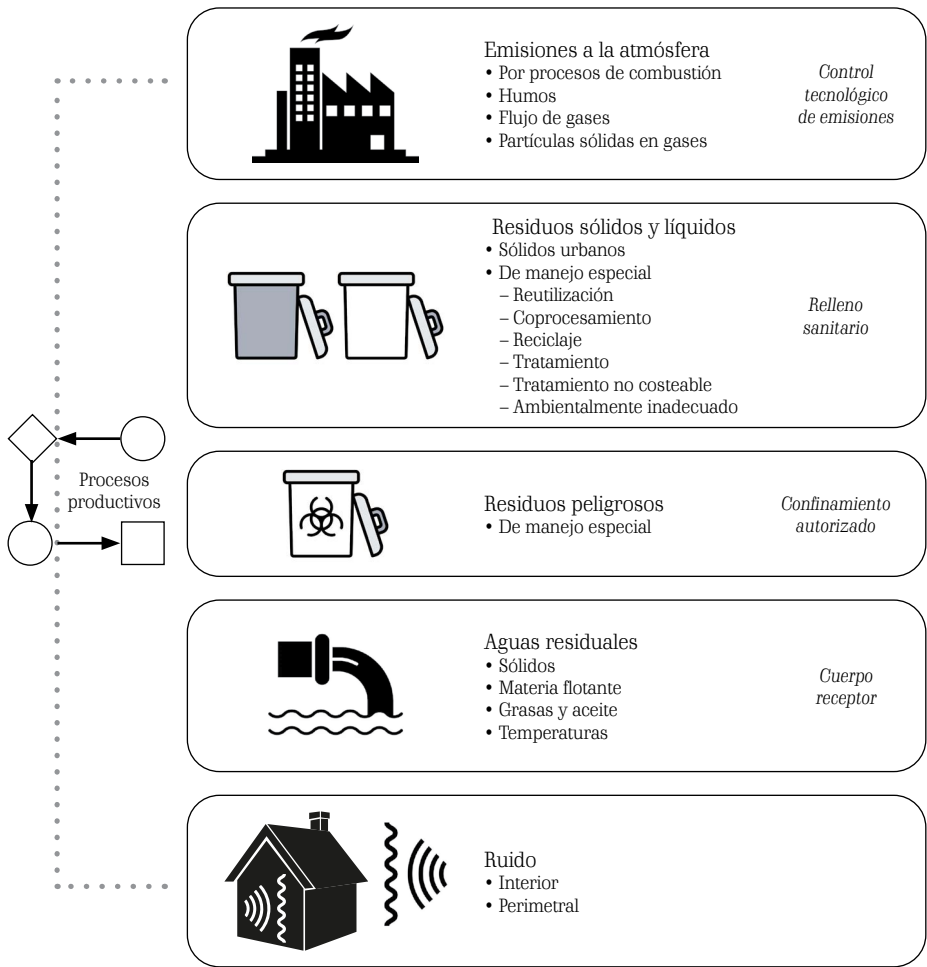 Emisiones a la atmósfera
• Por procesos de combustión
• Humos
• Flujo de gases
• Partículas sólidas en gases
Control
tecnológico
de emisiones
Residuos sólidos y líquidos
• Sólidos urbanos
• De manejo especial
– Reutilización
– Coprocesamiento
– Reciclaje
– Tratamiento
– Tratamiento no costeable
– Ambientalmente inadecuado
Relleno
sanitario
Procesos
productivos
Residuos peligrosos
• De manejo especial
Confinamiento
autorizado
Aguas residuales
• Sólidos
• Materia flotante
• Grasas y aceite
• Temperaturas
Cuerpo
receptor
Ruido
• Interior
• Perimetral